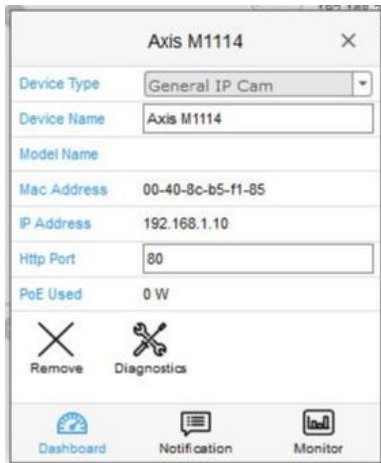 Axis M1114
Device Type General IP Cam
Device Name Axis M1114
Model Name
Mac Address 00-40-8c-b5-f1-85
IP Address 192.168.1.10
Http Port 80
PoE Used 0 W
Remove Diagnostics
Dashboard Notification Monitor